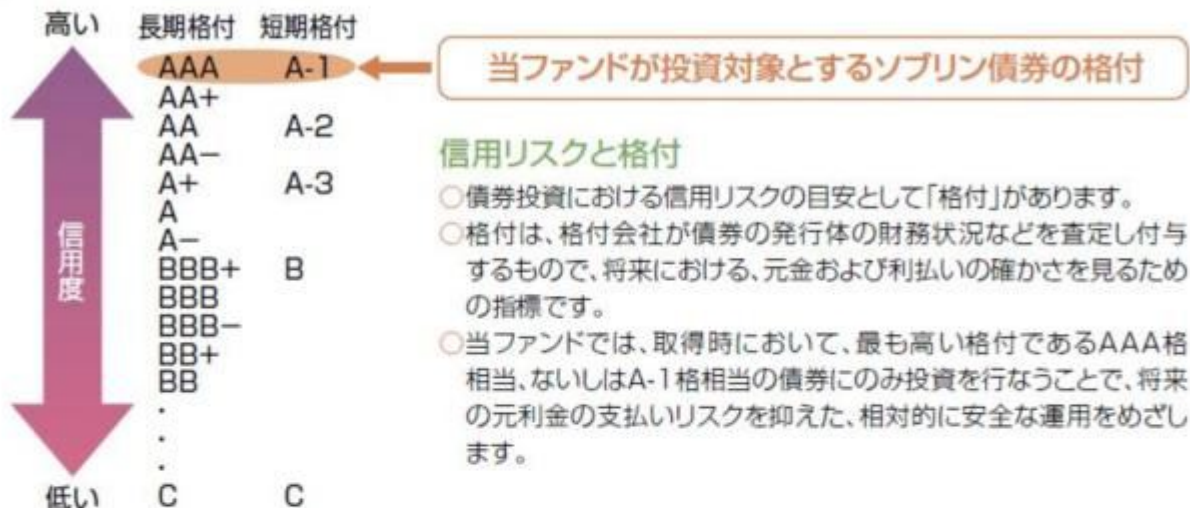 高い 長期格付 短期格付
AAA A-1
当ファンドが投資対象とするソブリン債券の格付
AA+
AA A-2
AA−
A+ A-3
A
A−
BBB+ B
BBB
BBB−
BB+
BB
・
・
・
低い C C
信用度
信用リスクと格付
○債券投資における信用リスクの目安として「格付」があります。
○格付は、格付会社が債券の発行体の財務状況などを査定し付与
するもので、将来における、元金および利払いの確かさを見るため
の指標です。
○当ファンドでは、取得時において、最も高い格付であるAAA格
相当、ないしはA-1格相当の債券にのみ投資を行なうことで、将来
の元利金の支払いリスクを抑えた、相対的に安全な運用をめざし
ます。